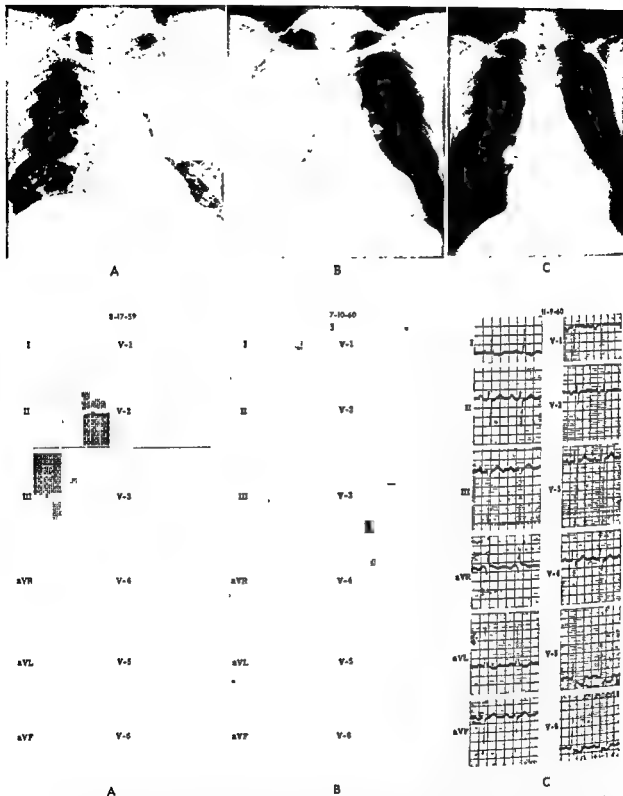 A B C
8-17-59 7-10-60 11-9-60
I V-1 I V-1 I V-1
II V-2 II V-2 II V-2
III V-3 III V-3 III V-3
aVR V-4 aVR V-4 aVR V-4
aVL V-5 aVL V-5 aVL V-5
aVF V-6 aVF V-6 aVF V-6
A B C